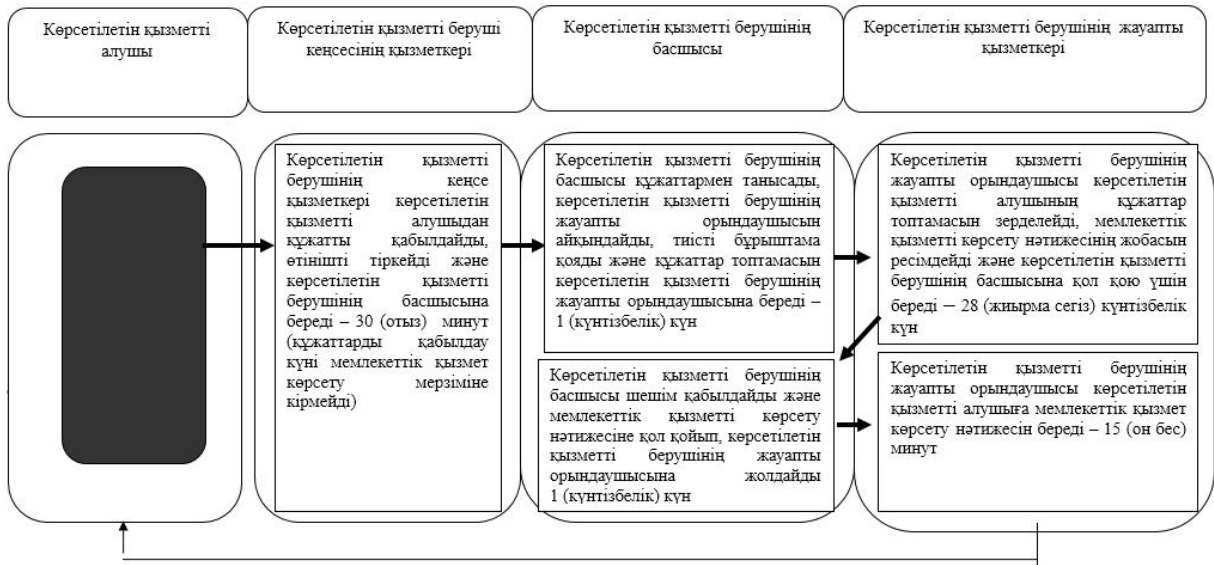 Көрсетілетін қызметті
алушы
Көрсетілетін қызметті беруші
кеңсесінің қызметкері
Көрсетілетін қызметті берушінің
басшысы
Көрсетілетін қызметті берушінің жауапты
қызметкері
Көрсетілетін қызметті
берушінің кеңсе
қызметкері көрсетілетін
қызметті алушыдан
құжатты қабылдайды,
өтінішті тіркейді және
көрсетілетін қызметті
берушінің басшысына
береді – 30 (отыз) минут
(құжаттарды қабылдау
күні мемлекеттік қызмет
көрсету мерзіміне
кірмейді)
Көрсетілетін қызметті берушінің
басшысы құжаттармен танысады,
көрсетілетін қызметті берушінің
жауапты орындаушысын
айқындайды, тиісті бұрыштама
қояды және құжаттар топтамасын
көрсетілетін қызметті берушінің
жауапты орындаушысына береді –
1 (күнтізбелік) күн
Көрсетілетін қызметті берушінің
жауапты орындаушысы көрсетілетін
қызметті алушының құжаттар
топтамасын зерделейді, мемлекеттік
қызметті көрсету нәтижесінің жобасын
ресімдейді және көрсетілетін қызметті
берушінің басшысына қол қою үшін
береді — 28 (жиырма сегіз) күнтізбелік
күн
Көрсетілетін қызметті берушінің
басшысы шешім қабылдайды және
мемлекеттік қызметті көрсету
нәтижесіне қол қойып, көрсетілетін
қызметті берушінің жауапты
орындаушысына жолдайды
1 (күнтізбелік) күн
Көрсетілетін қызметті берушінің
жауапты орындаушысы көрсетілетін
қызметті алушыға мемлекеттік қызмет
көрсету нәтижесін береді – 15 (он бес)
минут